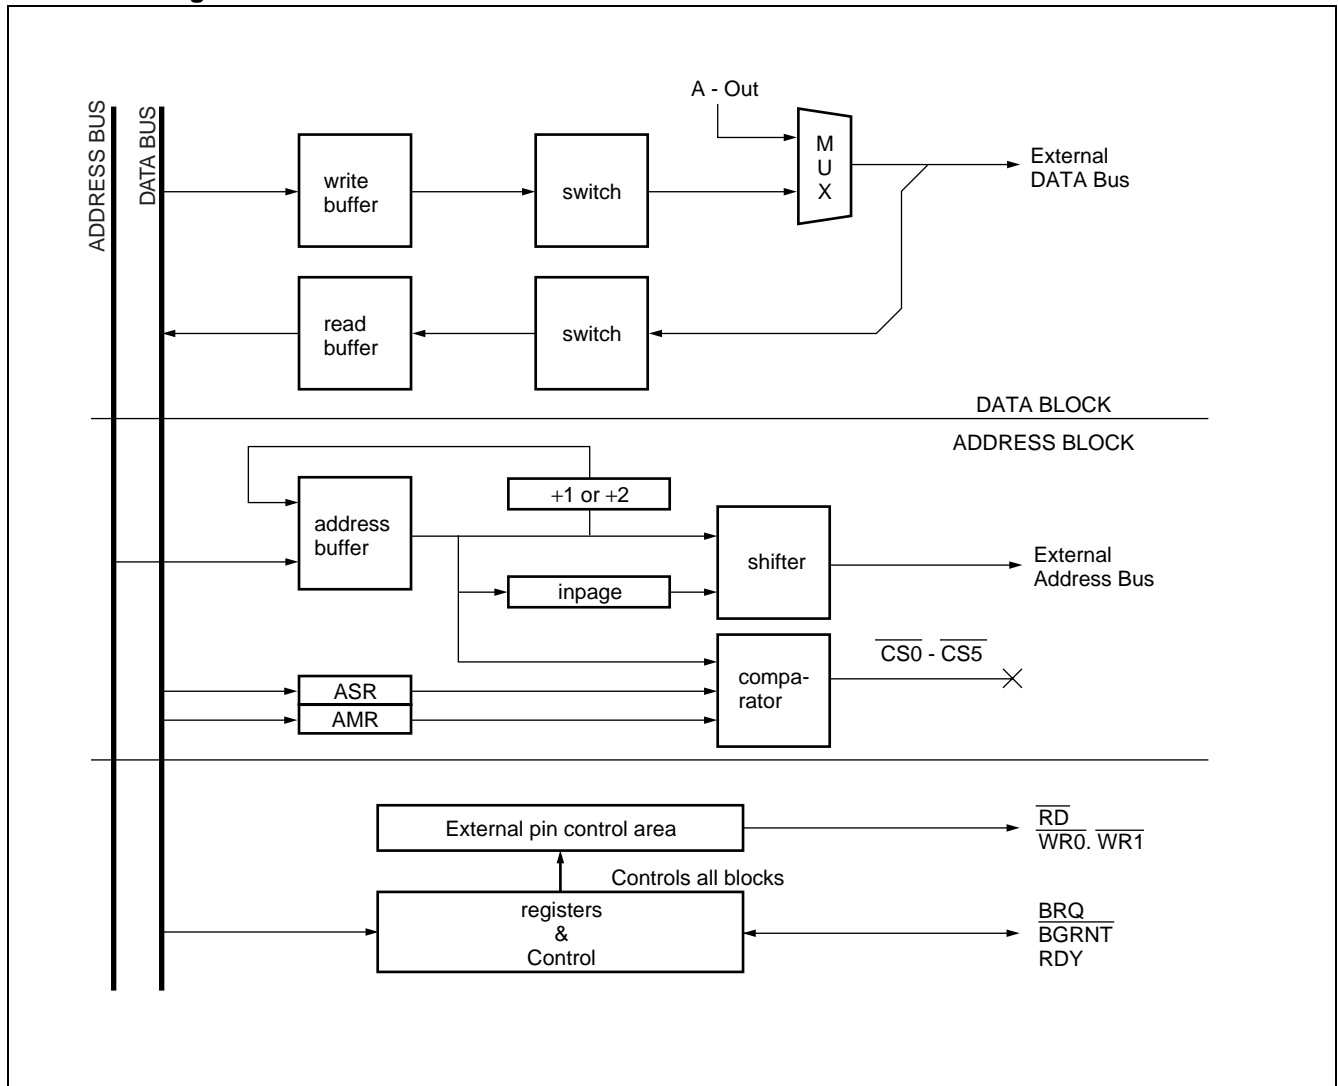 A - Out
ADDRESS BUS
DATA BUS
M
U
X
External
DATA Bus
write
buffer
switch
read
buffer
switch
DATA BLOCK
ADDRESS BLOCK
+1 or +2
address
buffer
shifter
External
Address Bus
inpage
CS0 - CS5
compa-
rator
ASR
AMR
External pin control area
RD
WR0. WR1
Controls all blocks
registers
&
Control
BRQ
BGRNT
RDY